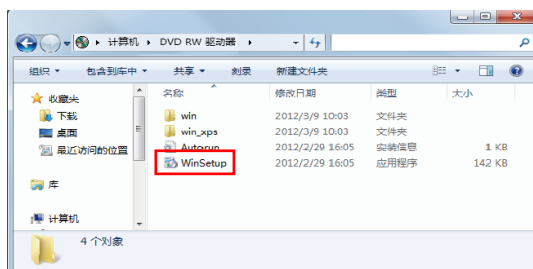 计算机 DVD RW 驱动器
组织 包含到库中 共享 刻录 新建文件夹
收藏夹
下载
桌面
最近访问的位置
库
计算机
名称 修改日期 类型 大小
win 2012/3/9 10:03 文件夹
win_xps 2012/3/9 10:03 文件夹
Autorun 2012/2/29 16:05 安装信息 1 KB
WinSetup 2012/2/29 16:05 应用程序 142 KB
4 个对象